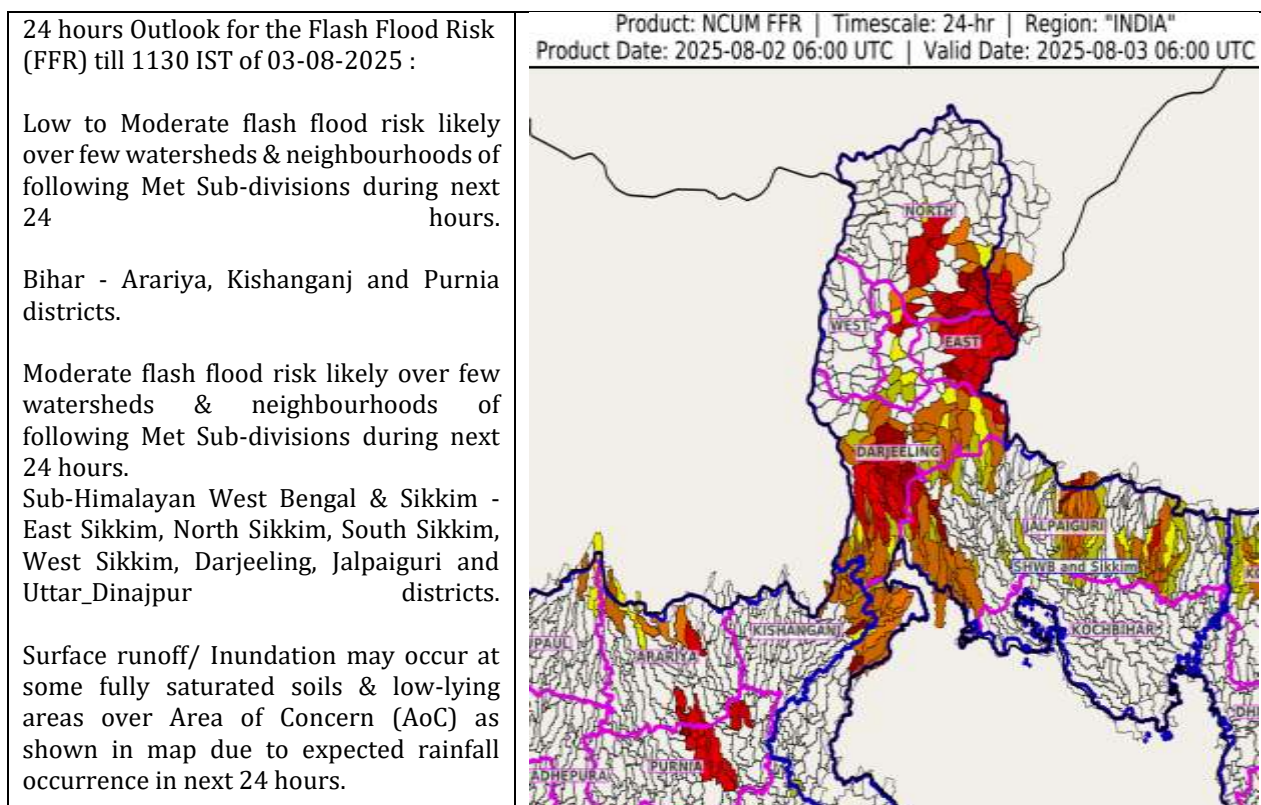 24 hours Outlook for the Flash Flood Risk
(FFR) till 1130 IST of 03-08-2025 :
Low to Moderate flash flood risk likely
over few watersheds & neighbourhoods of
following Met Sub-divisions during next
24 hours.
Bihar - Arariya, Kishanganj and Purnia
districts.
Moderate flash flood risk likely over few
watersheds & neighbourhoods of
following Met Sub-divisions during next
24 hours.
Sub-Himalayan West Bengal & Sikkim -
East Sikkim, North Sikkim, South Sikkim,
West Sikkim, Darjeeling, Jalpaiguri and
Uttar_Dinajpur districts.
Surface runoff/ Inundation may occur at
some fully saturated soils & low-lying
areas over Area of Concern (AoC) as
shown in map due to expected rainfall
occurrence in next 24 hours.
Product: NCUM FFR | Timescale: 24-hr | Region: "INDIA"
Product Date: 2025-08-02 06:00 UTC | Valid Date: 2025-08-03 06:00 UTC
NORTH
WEST
EAST
DARJEELING
JALPAIGURI
SHWB and Sikkim
KOCHBIHAR
KISHANGANJ
PAUL
ARARIYA
PURNIA
ADHEPURA